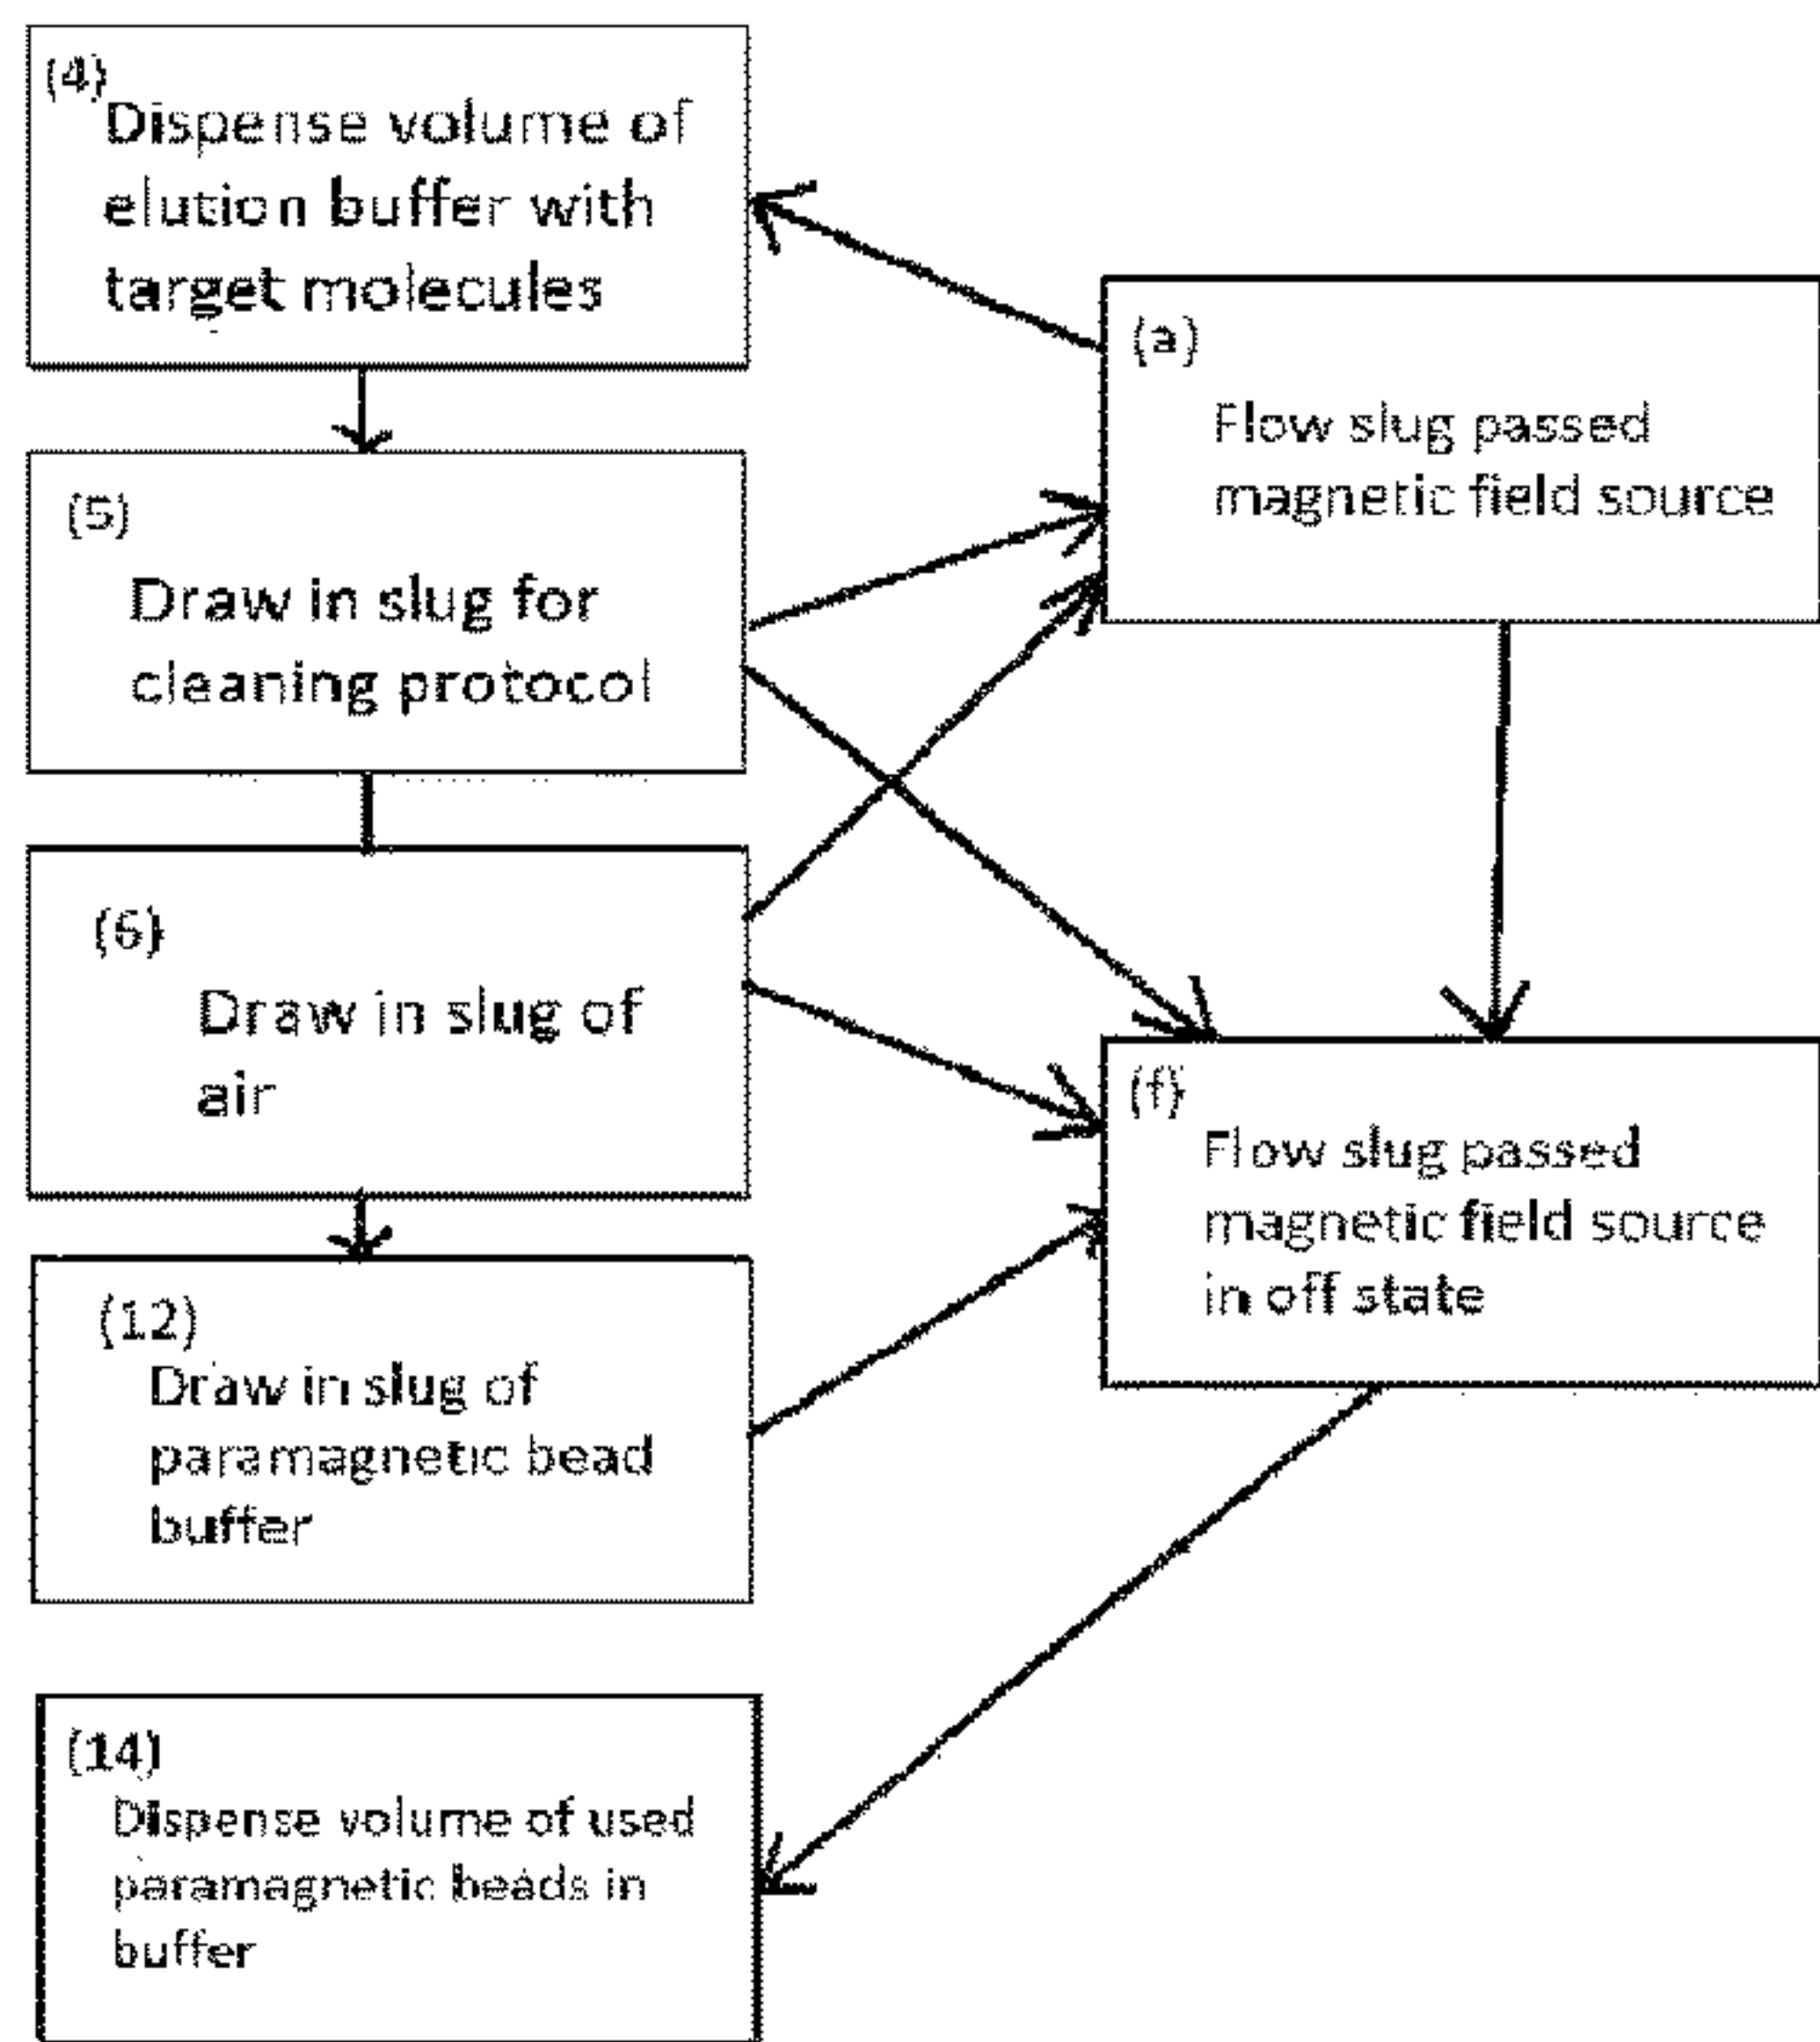 (4)
Dispense volume of
elution buffer with
target molecules
(a)
Flow slug passed
magnetic field source
(5)
Draw in slug for
cleaning protocol
(6)
Draw in slug of
air
(f)
Flow slug passed
magnetic field source
in off state
(12)
Draw in slug of
paramagnetic bead
buffer
(14)
Dispense volume of used
paramagnetic beads in
buffer